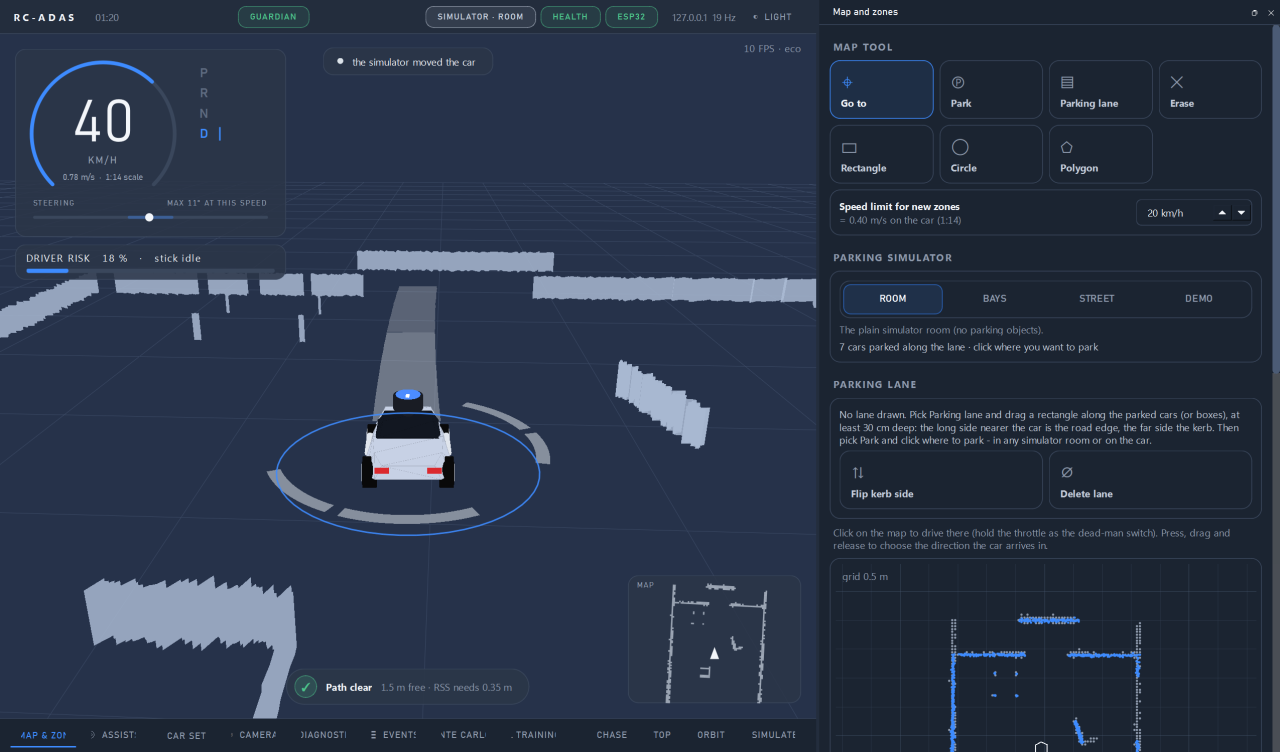 RC-ADAS 01:20 GUARDIAN SIMULATOR · ROOM HEALTH ESP32 127.0.0.1 19 Hz LIGHT
10 FPS · eco
the simulator moved the car
P
R
N
D
40
KM/H
0.78 m/s · 1:14 scale
STEERING MAX 11° AT THIS SPEED
DRIVER RISK 18 % · stick idle
MAP
Path clear 1.5 m free · RSS needs 0.35 m
MAP & ZON ASSIST CAR SET CAMERA DIAGNOSTI EVENTS NTE CARLO TRAINING CHASE TOP ORBIT SIMULATE
Map and zones
MAP TOOL
Go to Park Parking lane Erase
Rectangle Circle Polygon
Speed limit for new zones
= 0.40 m/s on the car (1:14)
20 km/h
PARKING SIMULATOR
ROOM BAYS STREET DEMO
The plain simulator room (no parking objects).
7 cars parked along the lane · click where you want to park
PARKING LANE
No lane drawn. Pick Parking lane and drag a rectangle along the parked cars (or boxes), at
least 30 cm deep: the long side nearer the car is the road edge, the far side the kerb. Then
pick Park and click where to park - in any simulator room or on the car.
Flip kerb side Delete lane
Click on the map to drive there (hold the throttle as the dead-man switch). Press, drag and
release to choose the direction the car arrives in.
grid 0.5 m